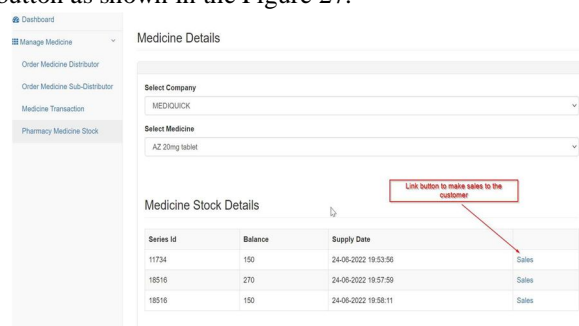 button as shown in the Figure 27.
Dashboard
Manage Medicine
Order Medicine Distributor
Order Medicine Sub-Distributor
Medicine Transaction
Pharmacy Medicine Stock
Medicine Details
Select Company
MEDIQUICK
Select Medicine
AZ 20mg tablet
Link button to make sales to the
customer
Medicine Stock Details
Series Id Balance Supply Date
11734 150 24-06-2022 19:53:56 Sales
18516 270 24-06-2022 19:57:59 Sales
18516 150 24-06-2022 19:58:11 Sales